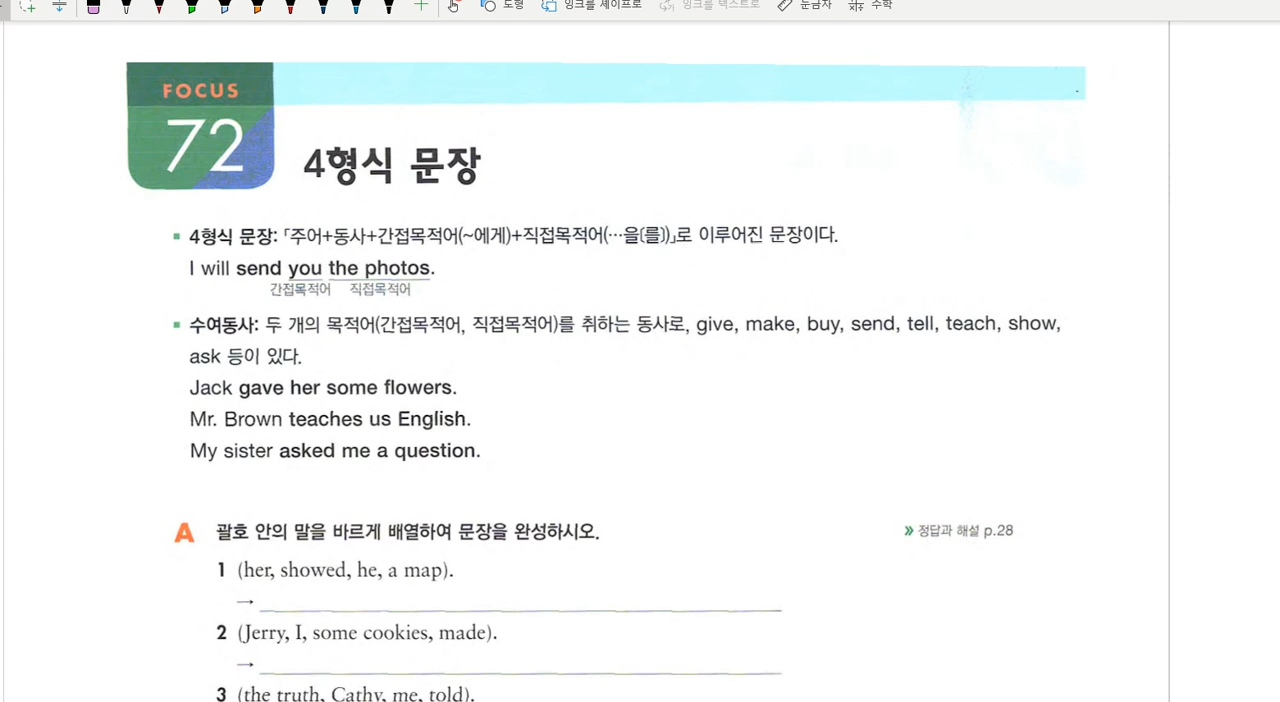 도형
잉크를 셰이프로
잉크를 텍스트로
눈금자
수학
FOCUS
72
4형식 문장
▪ 4형식 문장: 「주어+동사+간접목적어(~에게)+직접목적어(…을〔를〕)」로 이루어진 문장이다.
I will send you the photos.
간접목적어 직접목적어
▪ 수여동사: 두 개의 목적어(간접목적어, 직접목적어)를 취하는 동사로, give, make, buy, send, tell, teach, show,
ask 등이 있다.
Jack gave her some flowers.
Mr. Brown teaches us English.
My sister asked me a question.
A 괄호 안의 말을 바르게 배열하여 문장을 완성하시오.
» 정답과 해설 p.28
1 (her, showed, he, a map).
→
2 (Jerry, I, some cookies, made).
→
3 (the truth, Cathy, me, told).